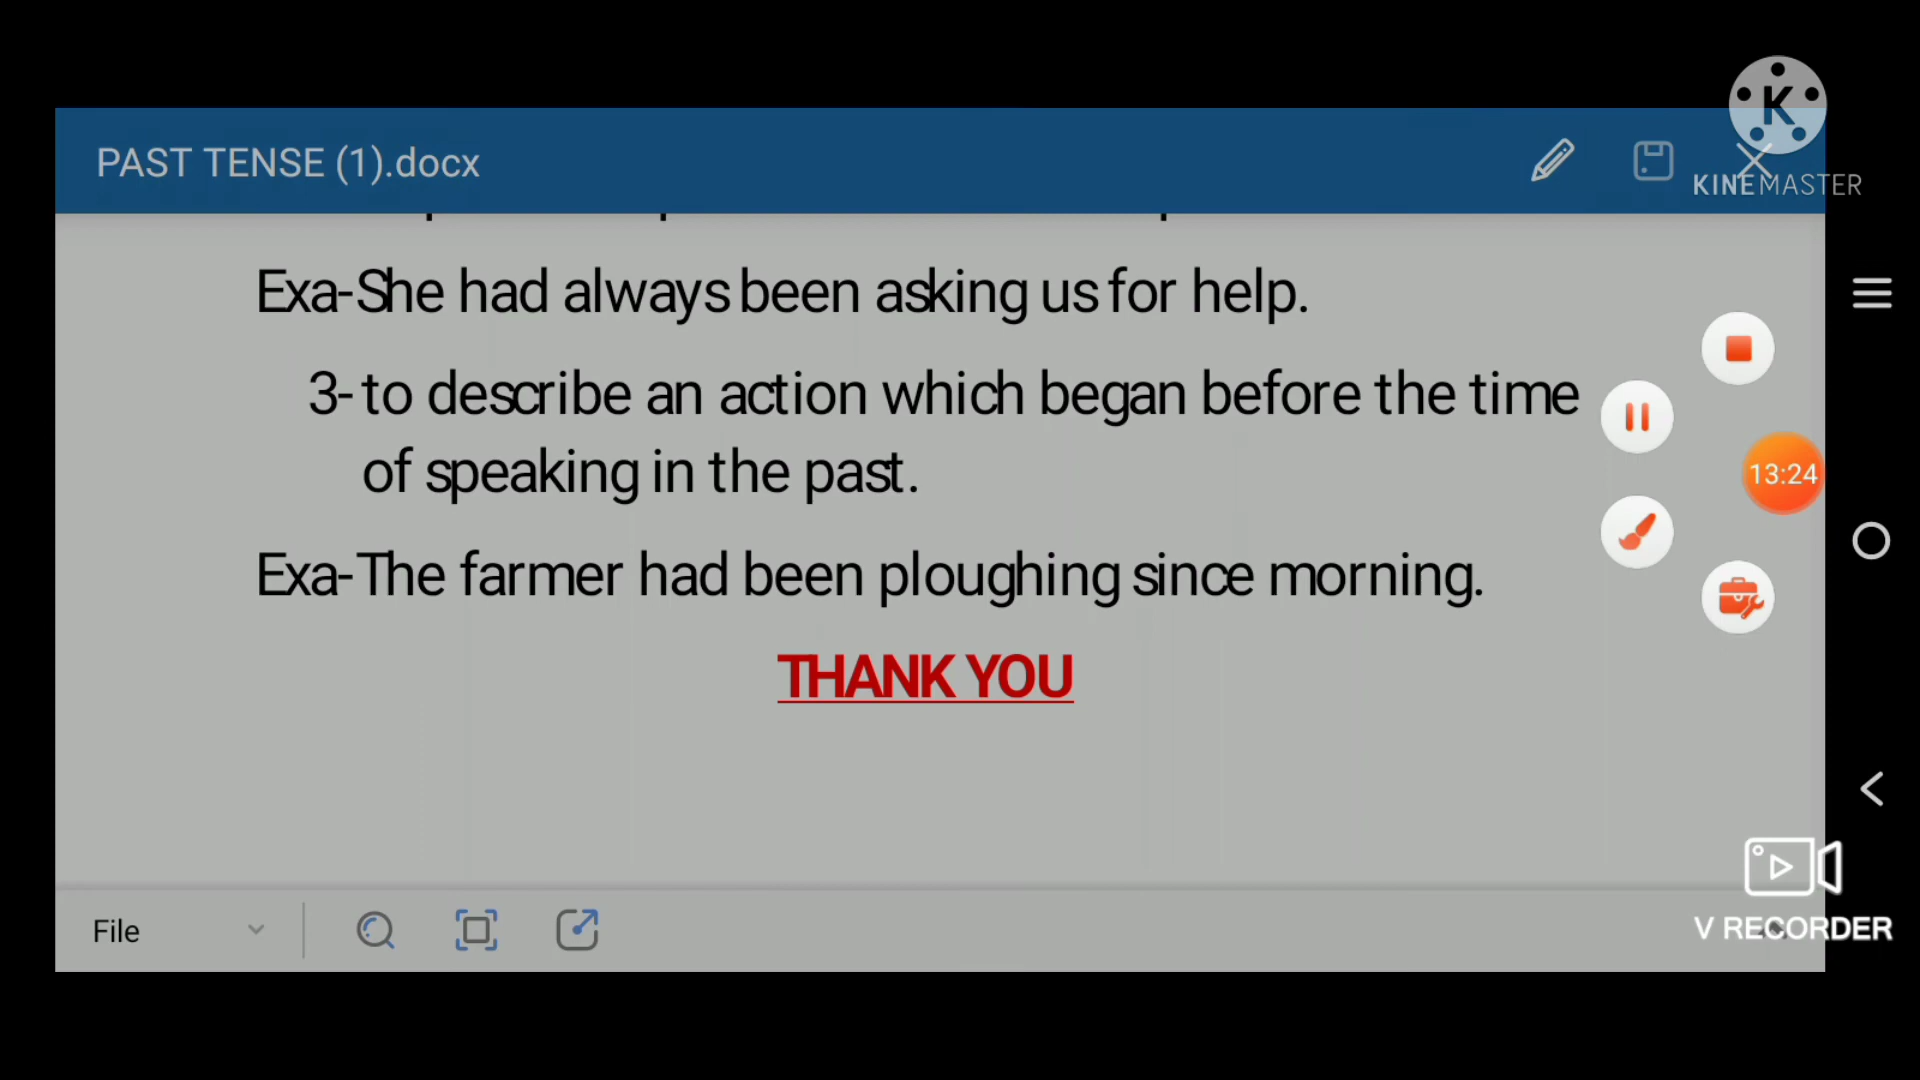 K
PAST TENSE (1).docx
KINEMASTER
Exa-She had always been asking us for help.
3- to describe an action which began before the time
of speaking in the past.
13:24
Exa-The farmer had been ploughing since morning.
THANK YOU
File
V RECORDER